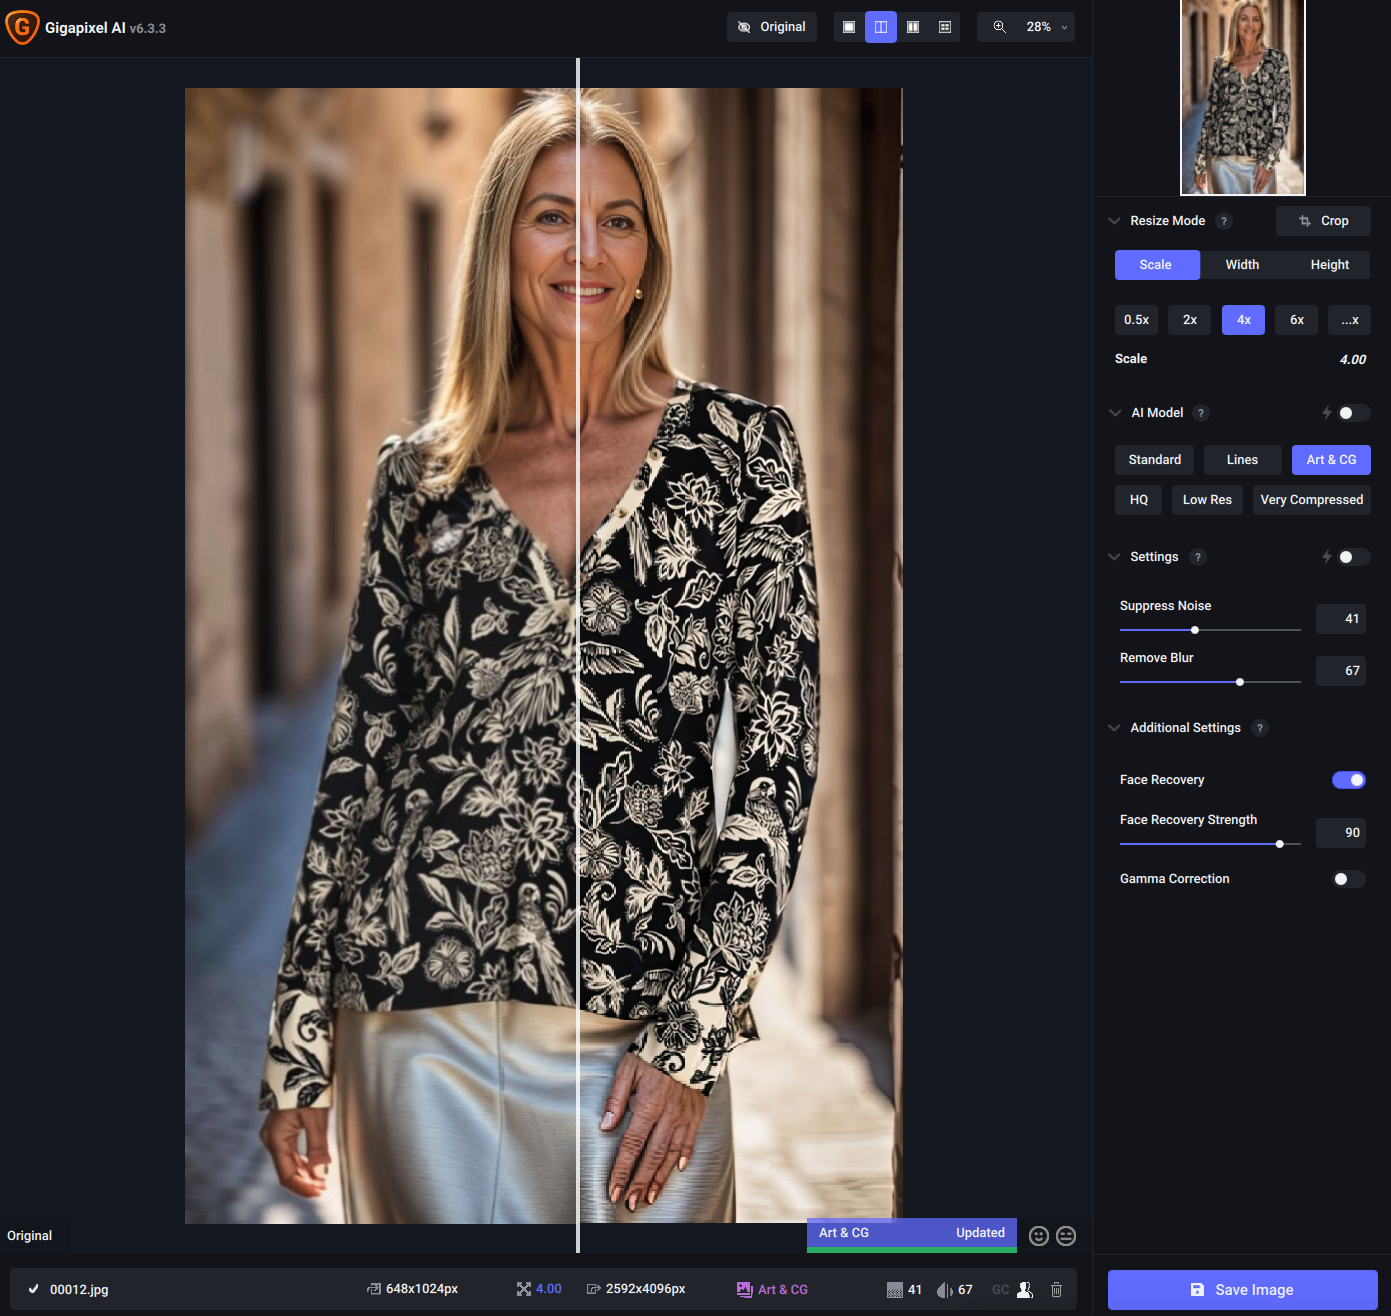 Gigapixel AI v6.3.3
Original
28%
Resize Mode ?
Crop
Scale Width Height
0.5x 2x 4x 6x ...x
Scale 4.00
AI Model ?
Standard Lines Art & CG
HQ Low Res Very Compressed
Settings ?
Suppress Noise
41
Remove Blur
67
Additional Settings ?
Face Recovery
Face Recovery Strength
90
Gamma Correction
Original
Art & CG Updated
00012.jpg 648x1024px 4.00 2592x4096px Art & CG 41 67 GC
Save Image